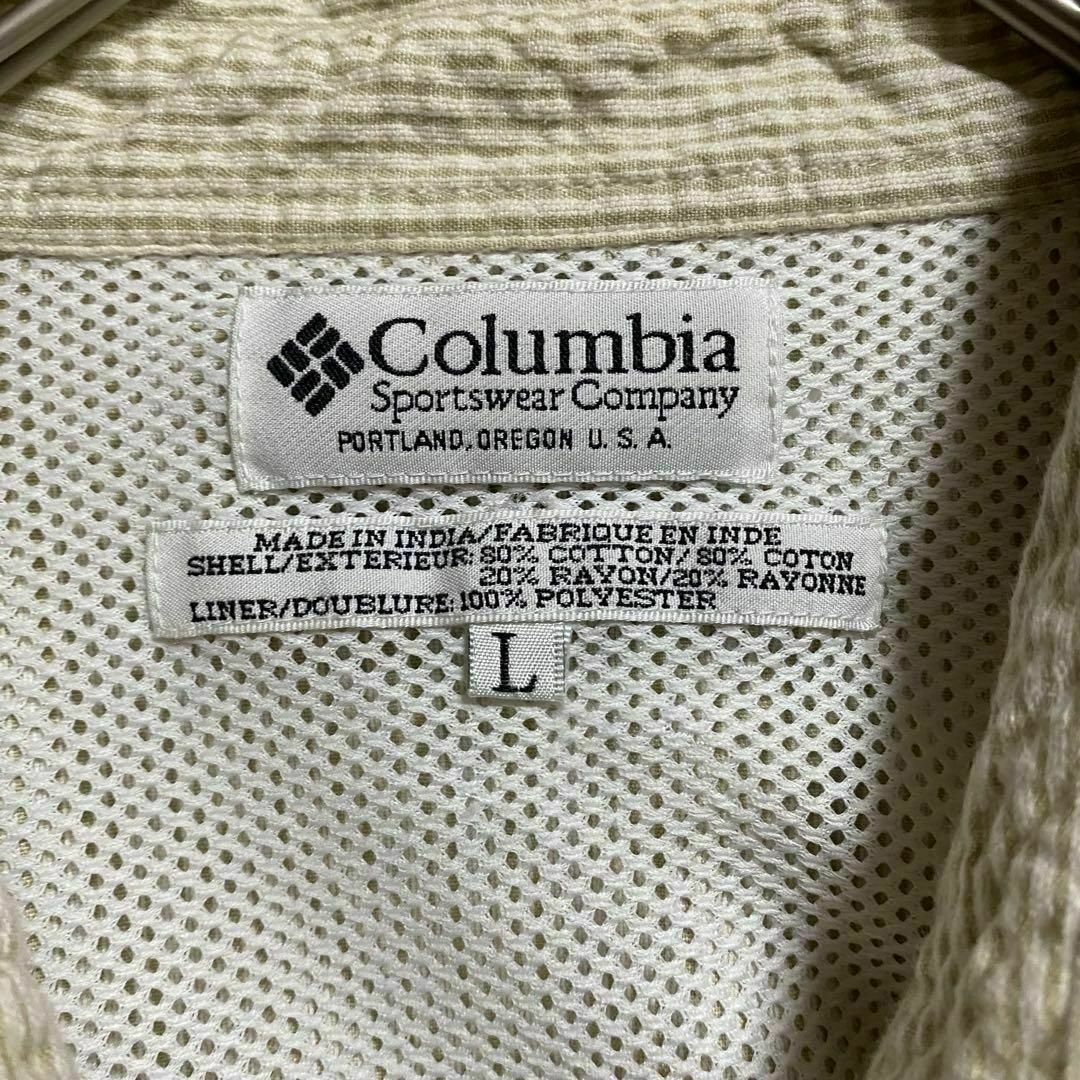 Columbia
Sportswear Company
PORTLAND, OREGON U. S. A.
MADE IN INDIA/FABRIQUE EN INDE
SHELL/EXTERIEUR: 80% COTTON/80% COTON
20% RAYON/20% RAYONNE
LINER/DOUBLURE: 100% POLYESTER
L